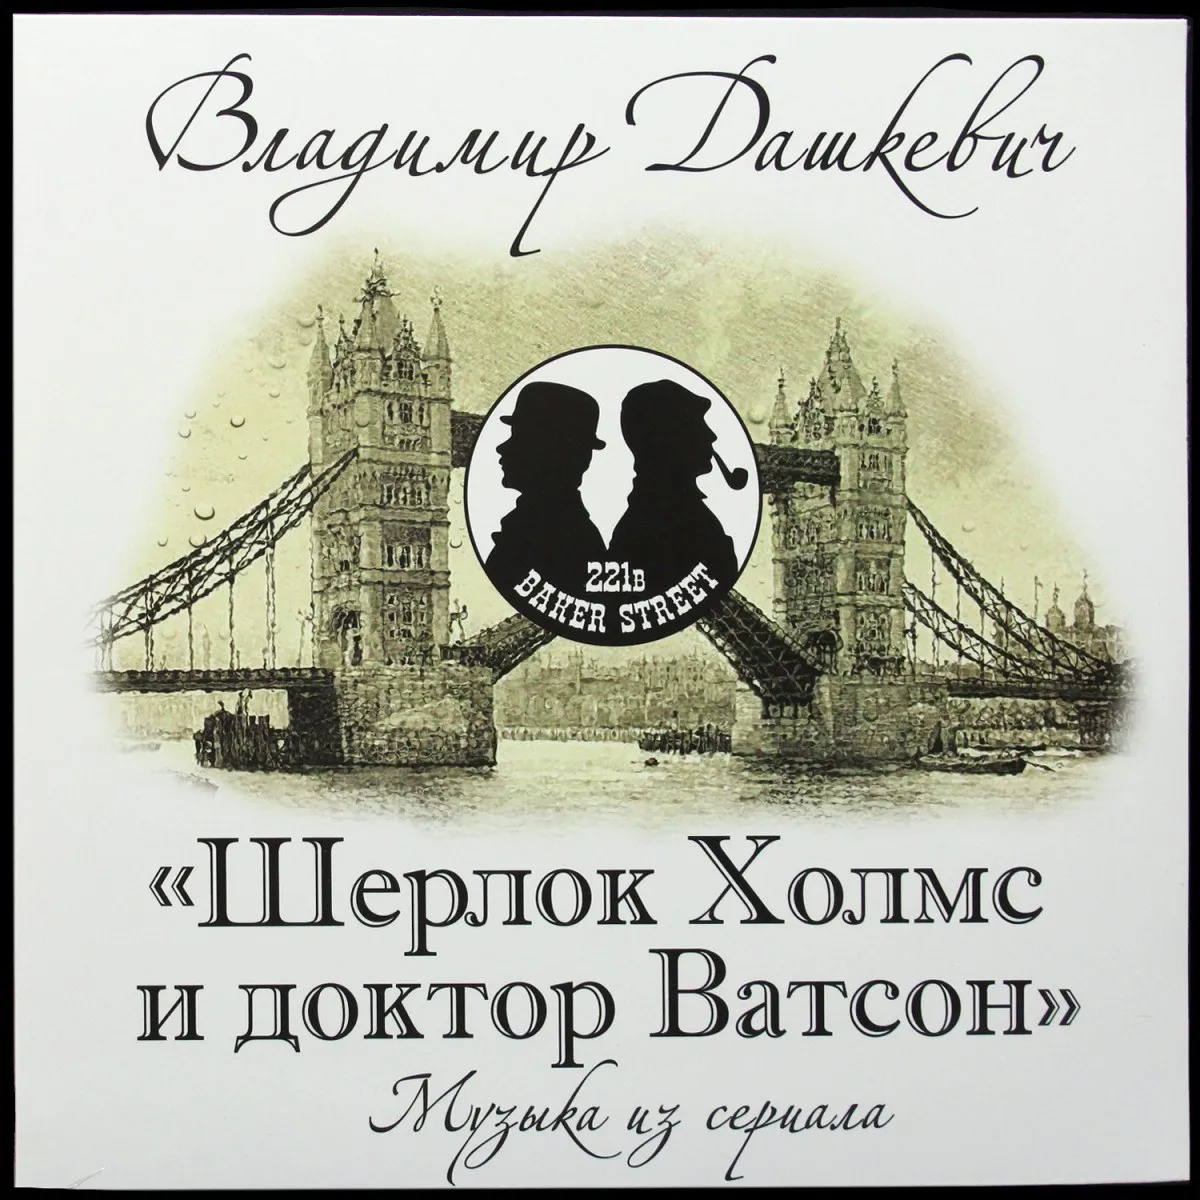 Владимир Дашкевич
221B
BAKER STREET
«Шерлок Холмс
и доктор Ватсон»
Музыка из сериала